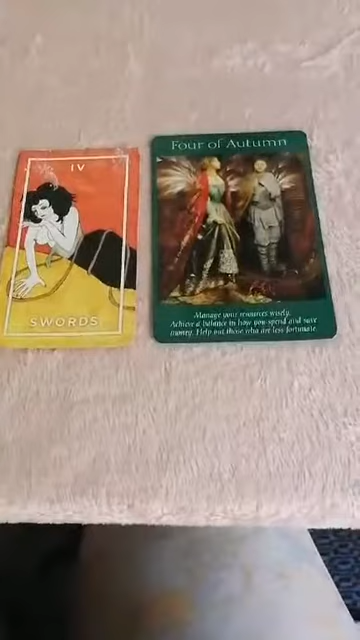 IV
SWORDS
Four of Autumn
Manage your resources wisely.
Achieve a balance in how you spend and save
money. Help out those who are less fortunate.